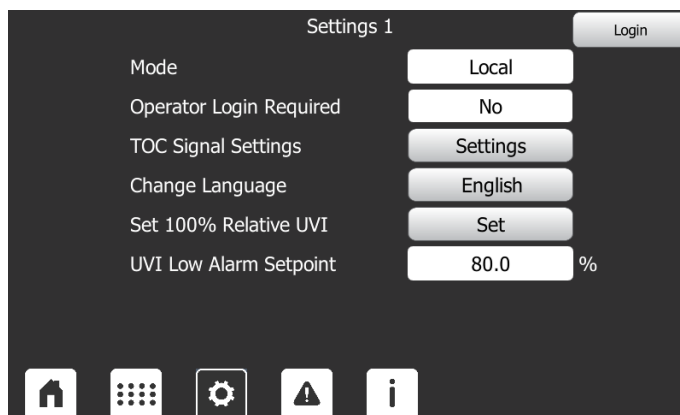 Settings 1
Login
Mode Local
Operator Login Required No
TOC Signal Settings Settings
Change Language English
Set 100% Relative UVI Set
UVI Low Alarm Setpoint 80.0 %
i